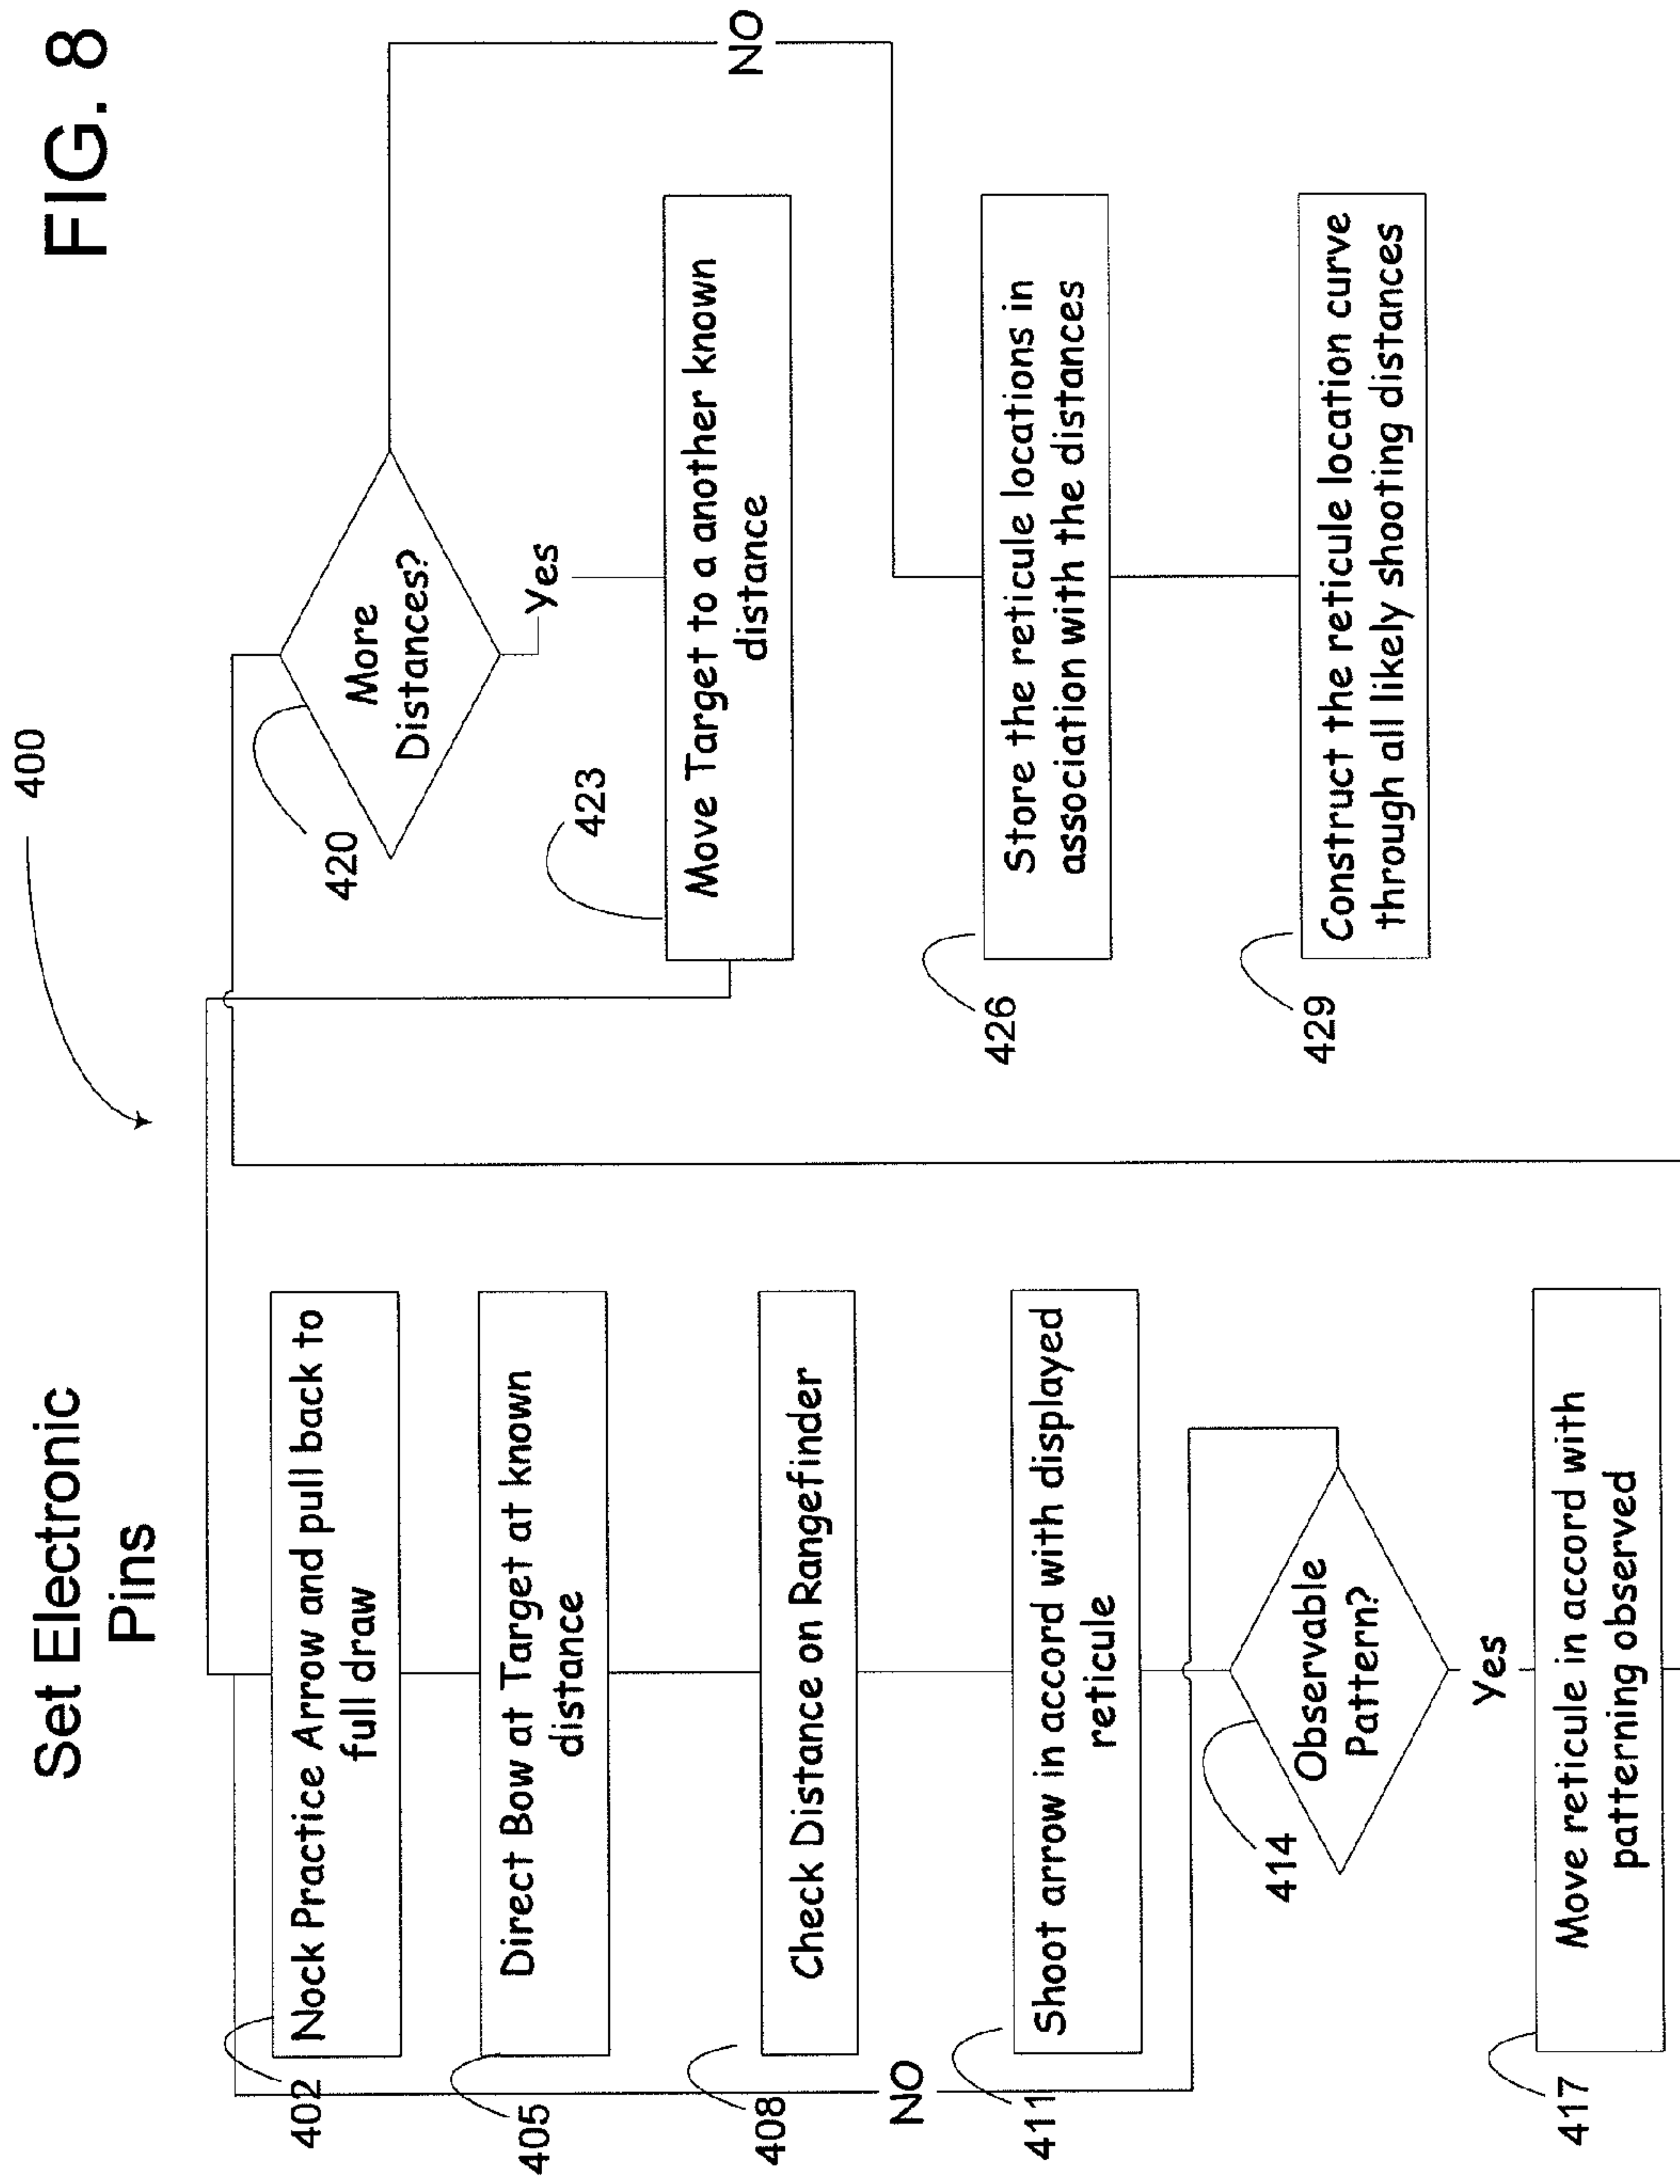 FIG. 8
400
Set Electronic
Pins
402
Nock Practice Arrow and pull back to
full draw
405
Direct Bow at Target at known
distance
408
Check Distance on Rangefinder
NO
411
Shoot arrow in accord with displayed
reticule
414
Observable
Pattern?
Yes
417
Move reticule in accord with
patterning observed
420
More
Distances?
Yes
NO
423
Move Target to a another known
distance
426
Store the reticule locations in
association with the distances
429
Construct the reticule location curve
through all likely shooting distances